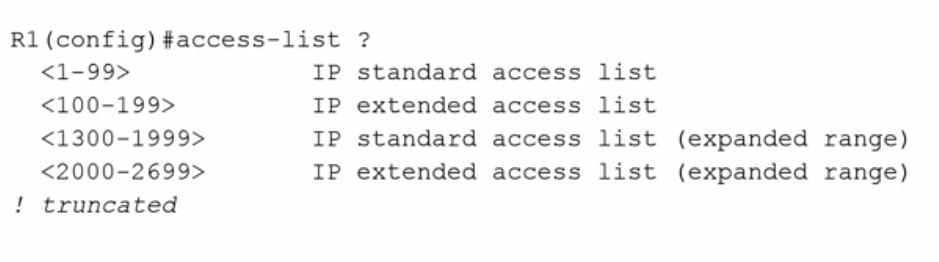 R1(config)#access-list ?
<1-99> IP standard access list
<100-199> IP extended access list
<1300-1999> IP standard access list (expanded range)
<2000-2699> IP extended access list (expanded range)
! truncated